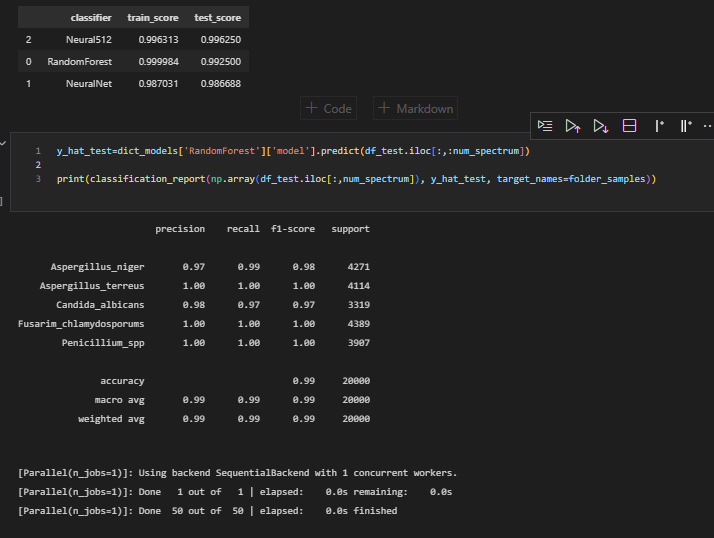 classifier train_score test_score
2 Neural512 0.996313 0.996250
0 RandomForest 0.999984 0.992500
1 NeuralNet 0.987031 0.986688
+ Code + Markdown
1 y_hat_test=dict_models['RandomForest']['model'].predict(df_test.iloc[:,:num_spectrum])
2
3 print(classification_report(np.array(df_test.iloc[:,num_spectrum]), y_hat_test, target_names=folder_samples))
]
precision recall f1-score support
Aspergillus_niger 0.97 0.99 0.98 4271
Aspergillus_terreus 1.00 1.00 1.00 4114
Candida_albicans 0.98 0.97 0.97 3319
Fusarim_chlamydosporums 1.00 1.00 1.00 4389
Penicillium_spp 1.00 1.00 1.00 3907
accuracy 0.99 20000
macro avg 0.99 0.99 0.99 20000
weighted avg 0.99 0.99 0.99 20000
[Parallel(n_jobs=1)]: Using backend SequentialBackend with 1 concurrent workers.
[Parallel(n_jobs=1)]: Done 1 out of 1 | elapsed: 0.0s remaining: 0.0s
[Parallel(n_jobs=1)]: Done 50 out of 50 | elapsed: 0.0s finished